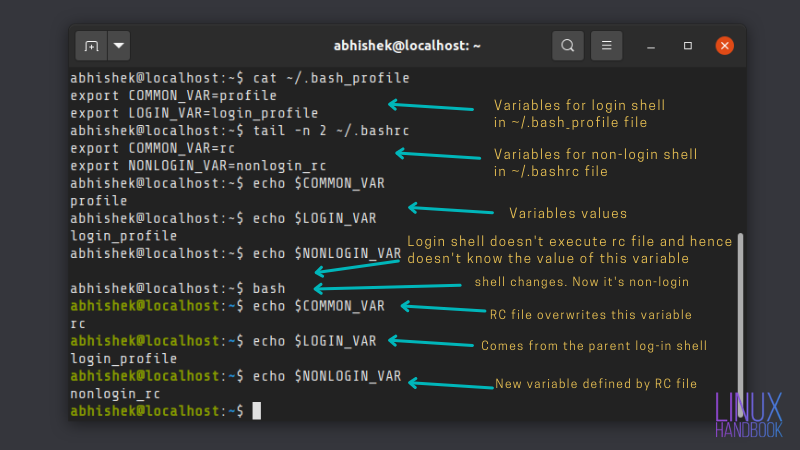 abhishek@localhost: ~
abhishek@localhost:~$ cat ~/.bash_profile
export COMMON_VAR=profile
export LOGIN_VAR=login_profile
Variables for login shell
in ~/.bash_profile file
abhishek@localhost:~$ tail -n 2 ~/.bashrc
export COMMON_VAR=rc
export NONLOGIN_VAR=nonlogin_rc
Variables for non-login shell
in ~/.bashrc file
abhishek@localhost:~$ echo $COMMON_VAR
profile
abhishek@localhost:~$ echo $LOGIN_VAR
Variables values
login_profile
abhishek@localhost:~$ echo $NONLOGIN_VAR
Login shell doesn't execute rc file and hence
doesn't know the value of this variable
abhishek@localhost:~$ bash
shell changes. Now it's non-login
abhishek@localhost:~$ echo $COMMON_VAR
RC file overwrites this variable
rc
abhishek@localhost:~$ echo $LOGIN_VAR
Comes from the parent log-in shell
login_profile
abhishek@localhost:~$ echo $NONLOGIN_VAR
New variable defined by RC file
nonlogin_rc
abhishek@localhost:~$
LINUX
HANDBOOK